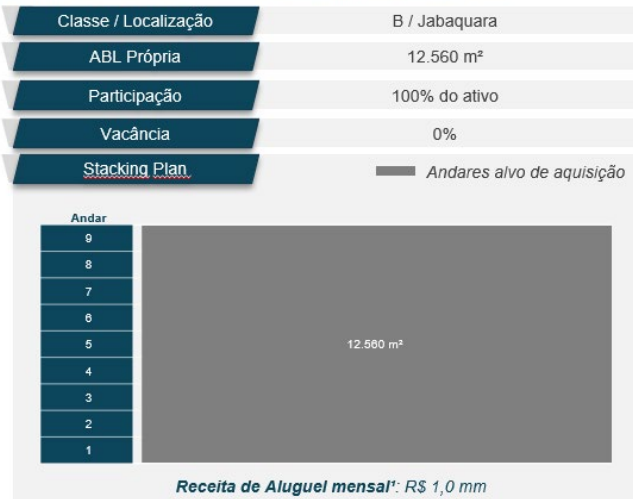 Classe / Localização B / Jabaquara
ABL Própria 12.560 m²
Participação 100% do ativo
Vacância 0%
Stacking Plan Andares alvo de aquisição
Andar
9
8
7
6
5 12.560 m²
4
3
2
1
Receita de Aluguel mensal¹: R$ 1,0 mm